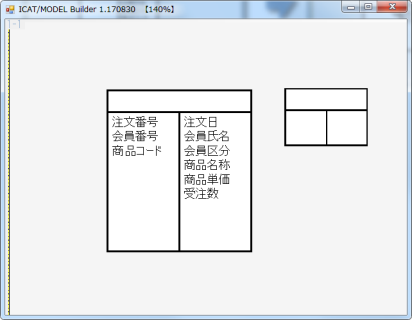 ICAT/MODEL Builder 1.170830 【140%】
注文番号
会員番号
商品コード
注文日
会員氏名
会員区分
商品名称
商品単価
受注数